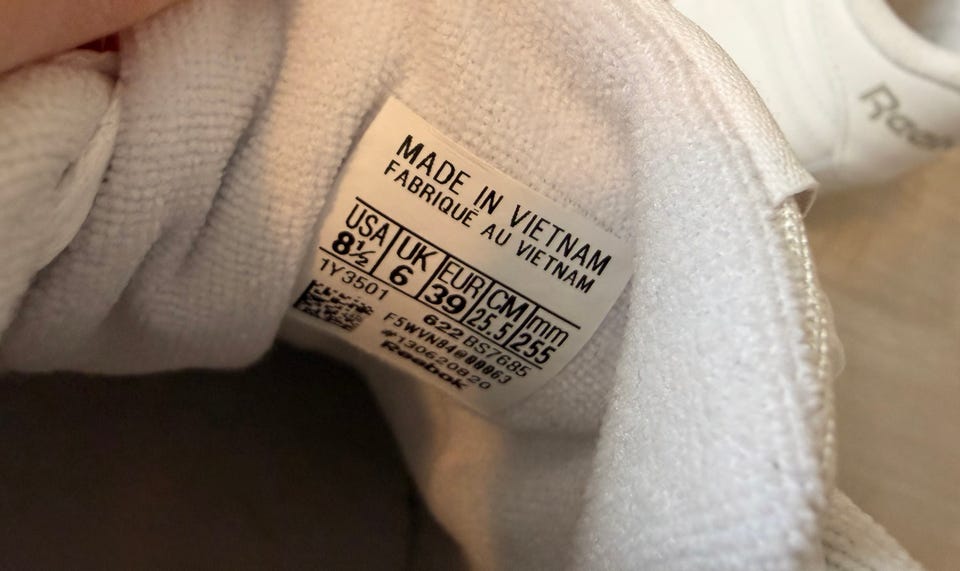 MADE IN VIETNAM
FABRIQUÉ AU VIETNAM
USA UK EUR CM mm
8½ 6 39 25.5 255
1Y3501
622 BS7685
F5WVN84@00063
#130620820
Reebok
Reebok